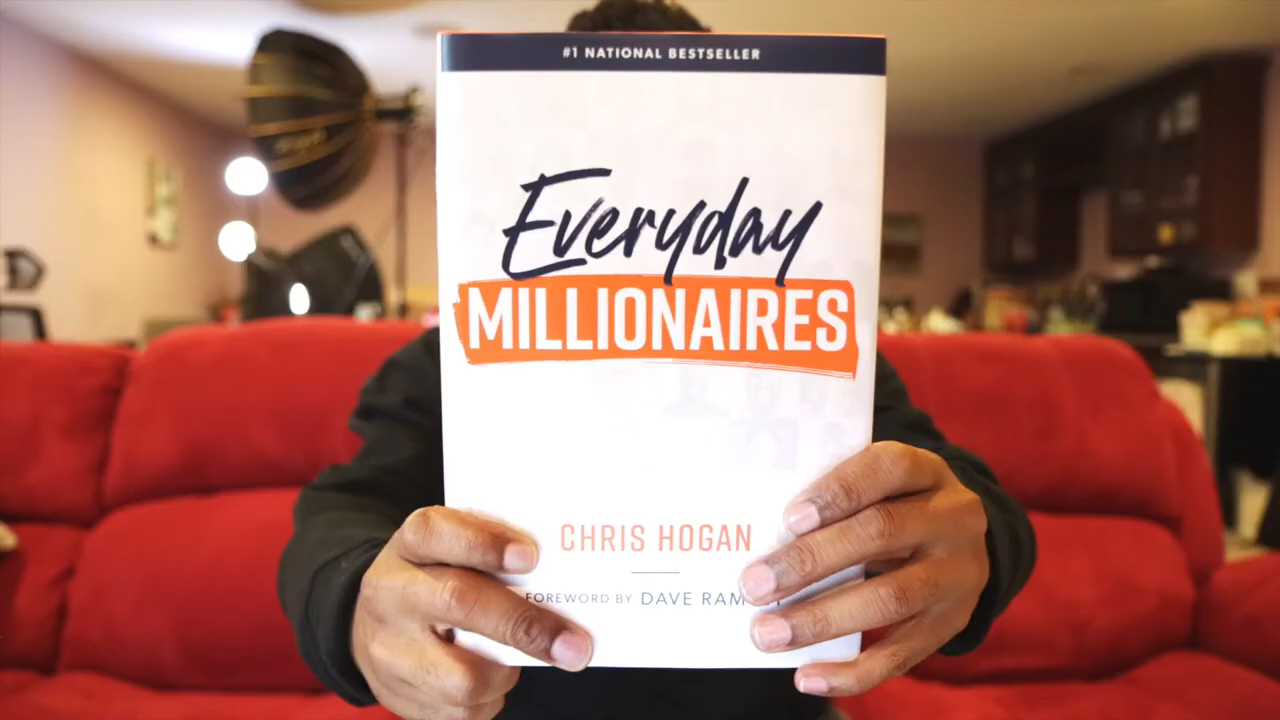 #1 NATIONAL BESTSELLER
Everyday
MILLIONAIRES
CHRIS HOGAN
FOREWORD BY DAVE